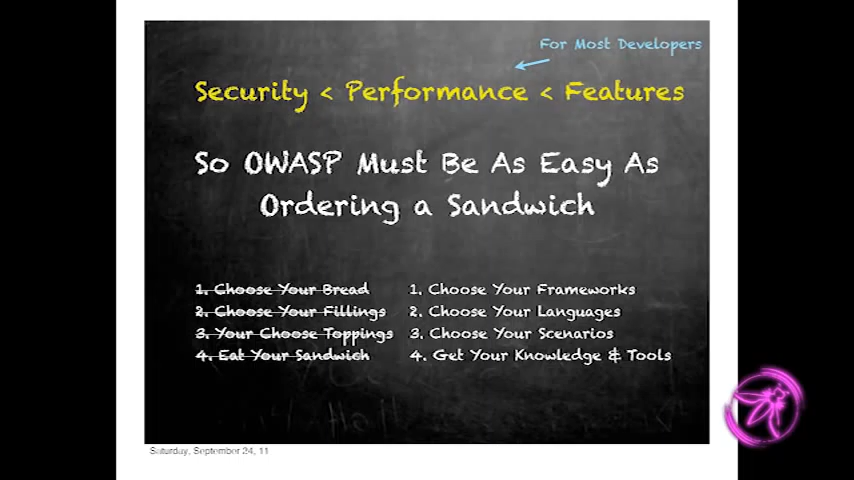 For Most Developers
Security < Performance < Features
So OWASP Must Be As Easy As
Ordering a Sandwich
1. Choose Your Bread
2. Choose Your Fillings
3. Your Choose Toppings
4. Eat Your Sandwich
1. Choose Your Frameworks
2. Choose Your Languages
3. Choose Your Scenarios
4. Get Your Knowledge & Tools
Saturday, September 24, 11